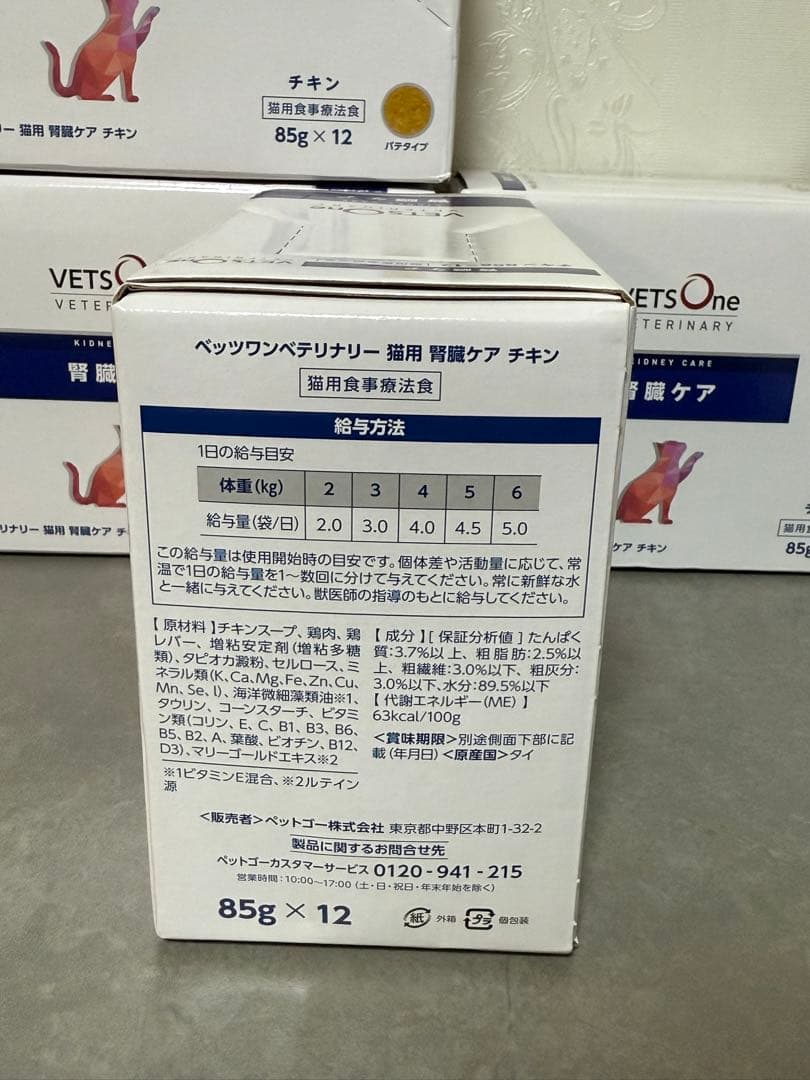 チキン
猫用食事療法食
85g×12
パテタイプ
リー 猫用 腎臓ケア チキン
VETS
VETER
KIDNE
腎臓
リナリー 猫用 腎臓ケア チキ
VETSOne
VETSOne
TERINARY
KIDNEY CARE
腎臓ケア
ケア チキン
85g
ベッツワンベテリナリー 猫用 腎臓ケア チキン
猫用食事療法食
給与方法
1日の給与目安
体重(kg) 2 3 4 5 6
給与量(袋/日) 2.0 3.0 4.0 4.5 5.0
この給与量は使用開始時の目安です。個体差や活動量に応じて、常
温で1日の給与量を1〜数回に分けて与えてください。常に新鮮な水
と一緒に与えてください。獣医師の指導のもとに給与してください。
【原材料】チキンスープ、鶏肉、鶏
レバー、増粘安定剤(増粘多糖
類)、タピオカ澱粉、セルロース、ミ
ネラル類(K、Ca、Mg、Fe、Zn、Cu、
Mn、Se、I)、海洋微細藻類油※1、
タウリン、コーンスターチ、ビタミ
ン類(コリン、E、C、B1、B3、B6、
B5、B2、A、葉酸、ビオチン、B12、
D3)、マリーゴールドエキス※2
※1ビタミンE混合、※2ルテイン
源
【成分】[保証分析値]たんぱく
質:3.7%以上、粗脂肪:2.5%以
上、粗繊維:3.0%以下、粗灰分:
3.0%以下、水分:89.5%以下
【代謝エネルギー(ME)】
63kcal/100g
<賞味期限>別途側面下部に記
載(年月日)<原産国>タイ
<販売者>ペットゴー株式会社 東京都中野区本町1-32-2
製品に関するお問合せ先
ペットゴーカスタマーサービス 0120-941-215
営業時間:10:00〜17:00(土・日・祝日・年末年始を除く)
85g×12
紙 外箱 プラ 個包装